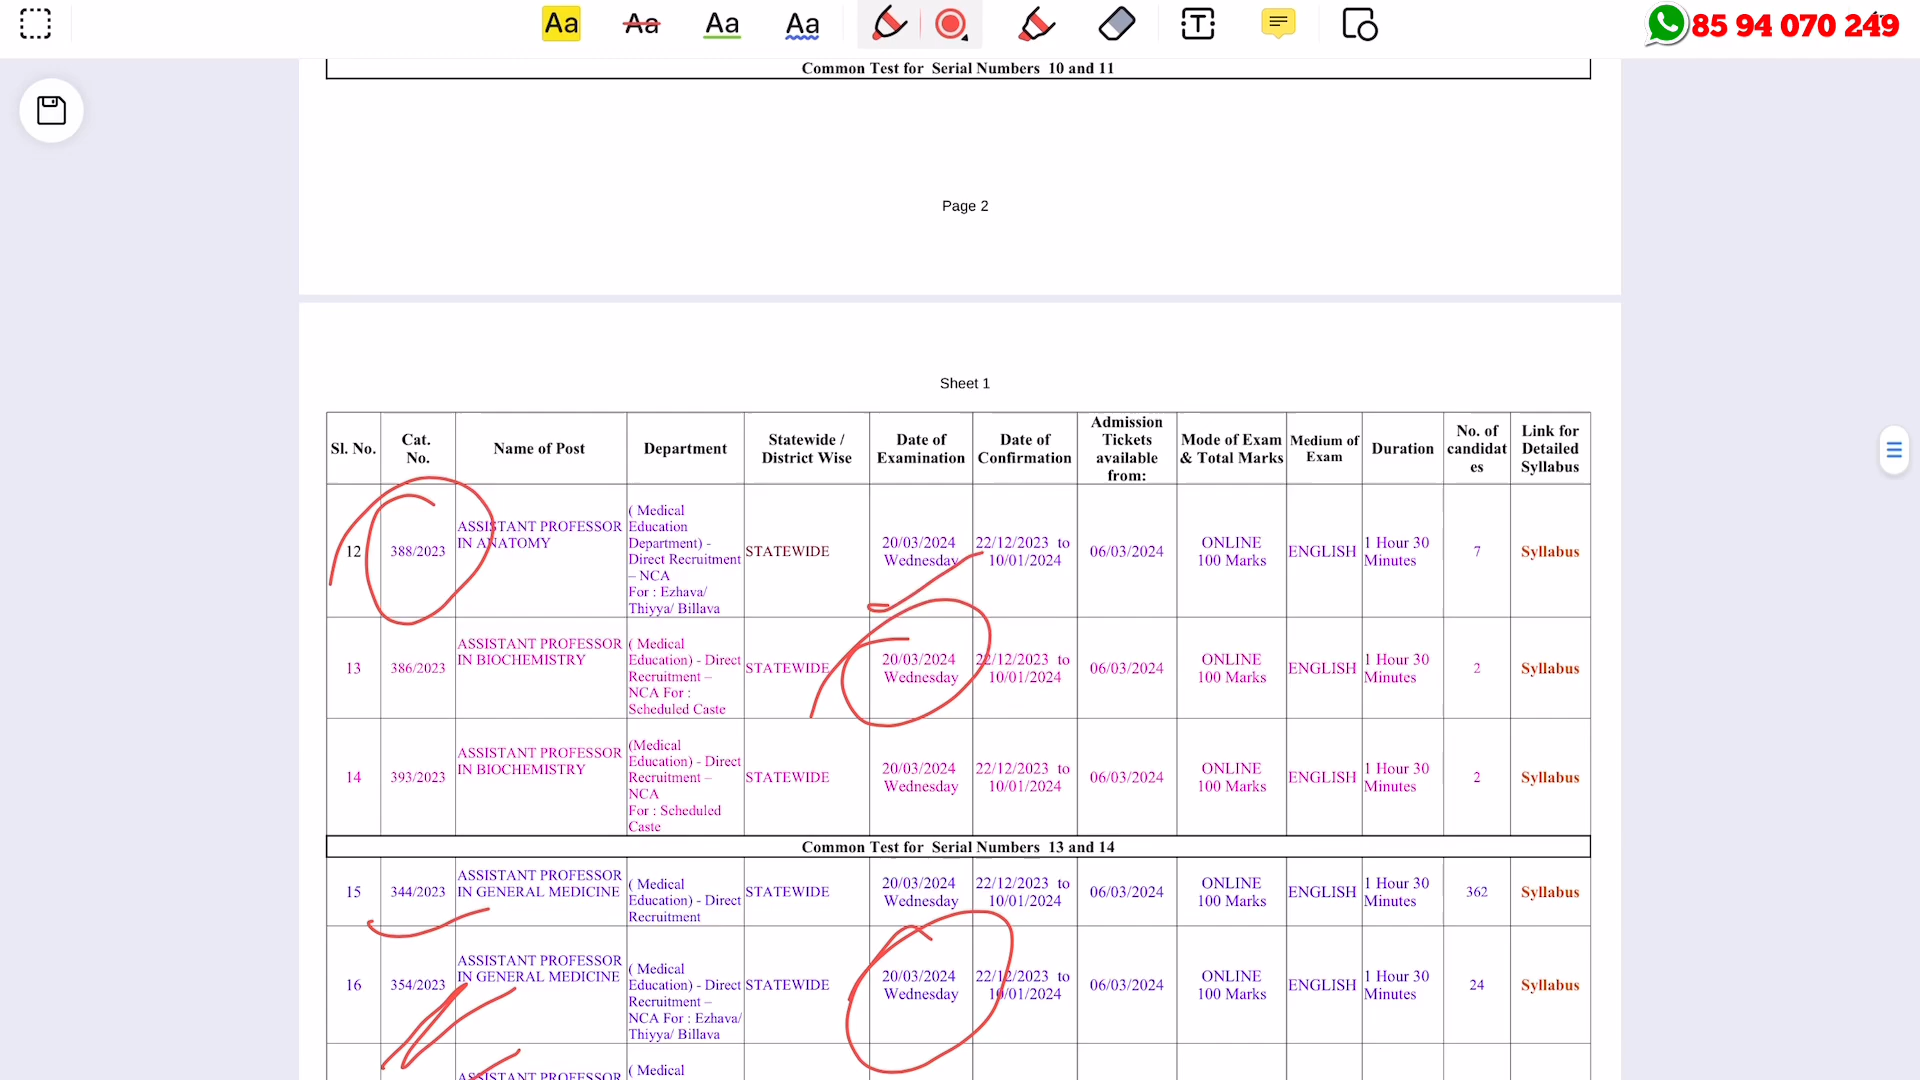 Aa Aa Aa Aa T
85 94 070 249
Common Test for Serial Numbers 10 and 11
Page 2
Sheet 1
Sl. No. Cat. No. Name of Post Department Statewide / District Wise Date of Examination Date of Confirmation Admission Tickets available from: Mode of Exam & Total Marks Medium of Exam Duration No. of candidat es Link for Detailed Syllabus
12 388/2023 ASSISTANT PROFESSOR IN ANATOMY ( Medical Education Department) - Direct Recruitment – NCA For : Ezhava/ Thiyya/ Billava STATEWIDE 20/03/2024 Wednesday 22/12/2023 to 10/01/2024 06/03/2024 ONLINE 100 Marks ENGLISH 1 Hour 30 Minutes 7 Syllabus
13 386/2023 ASSISTANT PROFESSOR IN BIOCHEMISTRY ( Medical Education) - Direct Recruitment – NCA For : Scheduled Caste STATEWIDE 20/03/2024 Wednesday 22/12/2023 to 10/01/2024 06/03/2024 ONLINE 100 Marks ENGLISH 1 Hour 30 Minutes 2 Syllabus
14 393/2023 ASSISTANT PROFESSOR IN BIOCHEMISTRY (Medical Education) - Direct Recruitment – NCA For : Scheduled Caste STATEWIDE 20/03/2024 Wednesday 22/12/2023 to 10/01/2024 06/03/2024 ONLINE 100 Marks ENGLISH 1 Hour 30 Minutes 2 Syllabus
Common Test for Serial Numbers 13 and 14
15 344/2023 ASSISTANT PROFESSOR IN GENERAL MEDICINE ( Medical Education) - Direct Recruitment STATEWIDE 20/03/2024 Wednesday 22/12/2023 to 10/01/2024 06/03/2024 ONLINE 100 Marks ENGLISH 1 Hour 30 Minutes 362 Syllabus
16 354/2023 ASSISTANT PROFESSOR IN GENERAL MEDICINE ( Medical Education) - Direct Recruitment – NCA For : Ezhava/ Thiyya/ Billava STATEWIDE 20/03/2024 Wednesday 22/12/2023 to 10/01/2024 06/03/2024 ONLINE 100 Marks ENGLISH 1 Hour 30 Minutes 24 Syllabus
ASSISTANT PROFESSOR ( Medical